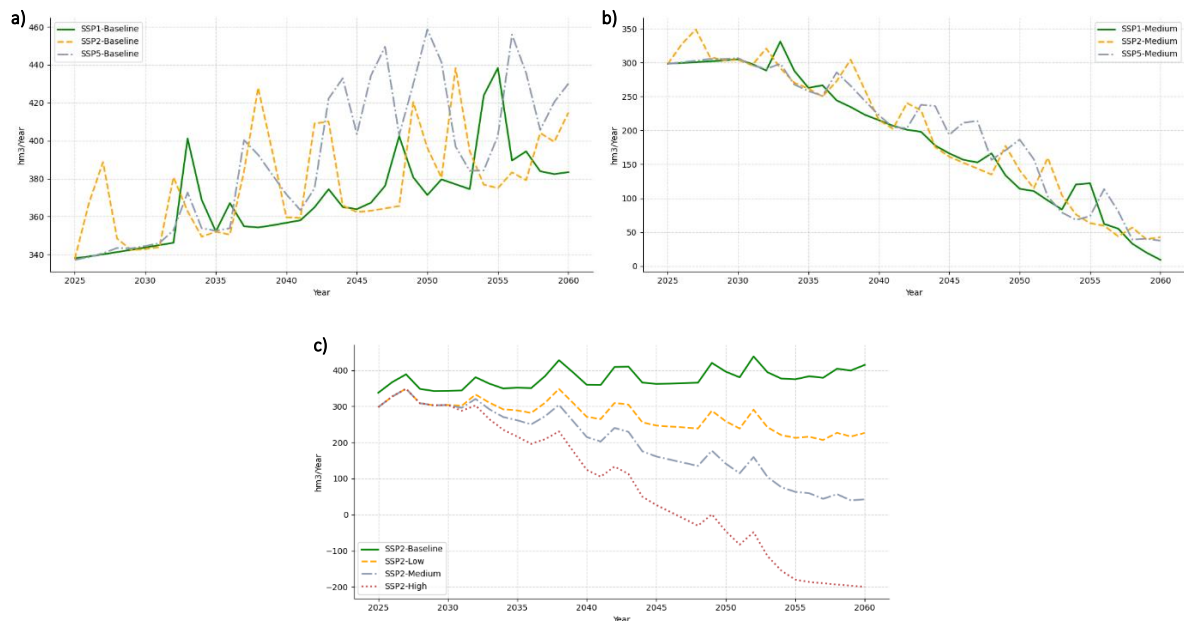 a)
SSP1-Baseline
SSP2-Baseline
SSP5-Baseline
hm3/Year
460
440
420
400
380
360
340
2025 2030 2035 2040 2045 2050 2055 2060
Year
b)
SSP1-Medium
SSP2-Medium
SSP5-Medium
hm3/Year
350
300
250
200
150
100
50
0
2025 2030 2035 2040 2045 2050 2055 2060
Year
c)
hm3/Year
400
300
200
100
0
−100
−200
SSP2-Baseline
SSP2-Low
SSP2-Medium
SSP2-High
2025 2030 2035 2040 2045 2050 2055 2060
Year